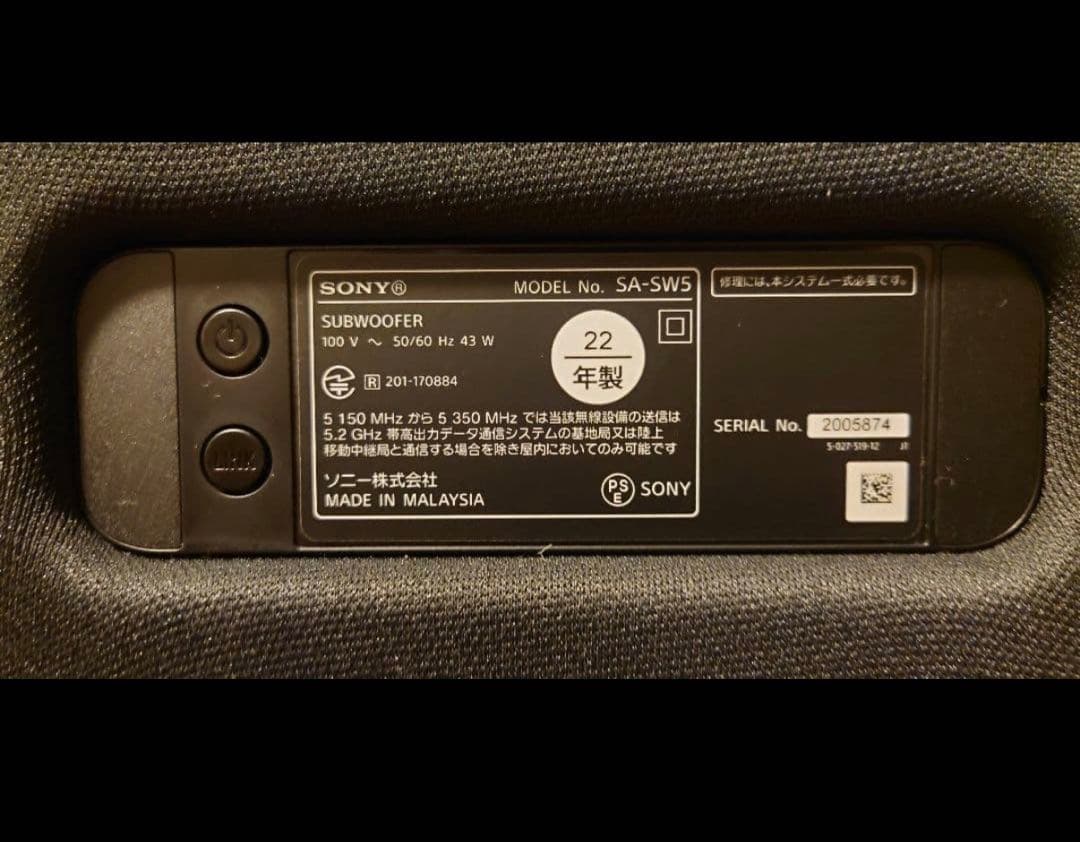 SONY® MODEL No. SA-SW5
SUBWOOFER
100 V ～ 50/60 Hz 43 W
22
年製
R 201-170884
5 150 MHz から 5 350 MHz では当該無線設備の送信は
5.2 GHz 帯高出力データ通信システムの基地局又は陸上
移動中継局と通信する場合を除き屋内においてのみ可能です
ソニー株式会社
MADE IN MALAYSIA
PS
E
SONY
修理には、本システム一式必要です。
SERIAL No. 2005874
5-027-519-12 J1
LINK